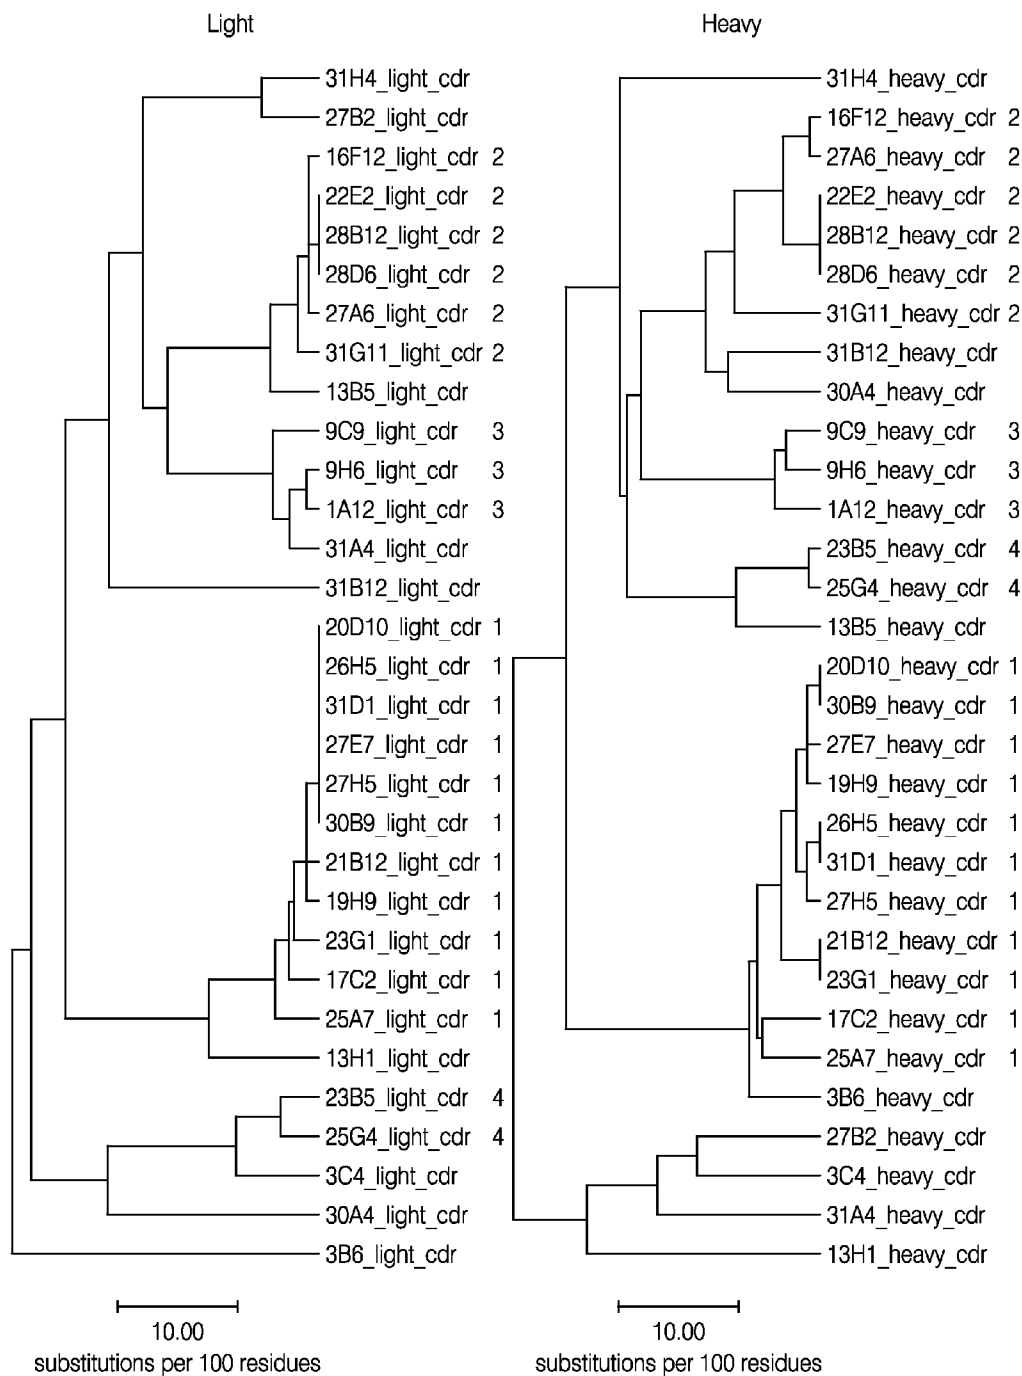 Light
31H4_light_cdr
27B2_light_cdr
16F12_light_cdr 2
22E2_light_cdr 2
28B12_light_cdr 2
28D6_light_cdr 2
27A6_light_cdr 2
31G11_light_cdr 2
13B5_light_cdr
9C9_light_cdr 3
9H6_light_cdr 3
1A12_light_cdr 3
31A4_light_cdr
31B12_light_cdr
20D10_light_cdr 1
26H5_light_cdr 1
31D1_light_cdr 1
27E7_light_cdr 1
27H5_light_cdr 1
30B9_light_cdr 1
21B12_light_cdr 1
19H9_light_cdr 1
23G1_light_cdr 1
17C2_light_cdr 1
25A7_light_cdr 1
13H1_light_cdr
23B5_light_cdr 4
25G4_light_cdr 4
3C4_light_cdr
30A4_light_cdr
3B6_light_cdr
10.00
substitutions per 100 residues
Heavy
31H4_heavy_cdr
16F12_heavy_cdr 2
27A6_heavy_cdr 2
22E2_heavy_cdr 2
28B12_heavy_cdr 2
28D6_heavy_cdr 2
31G11_heavy_cdr 2
31B12_heavy_cdr
30A4_heavy_cdr
9C9_heavy_cdr 3
9H6_heavy_cdr 3
1A12_heavy_cdr 3
23B5_heavy_cdr 4
25G4_heavy_cdr 4
13B5_heavy_cdr
20D10_heavy_cdr 1
30B9_heavy_cdr 1
27E7_heavy_cdr 1
19H9_heavy_cdr 1
26H5_heavy_cdr 1
31D1_heavy_cdr 1
27H5_heavy_cdr 1
21B12_heavy_cdr 1
23G1_heavy_cdr 1
17C2_heavy_cdr 1
25A7_heavy_cdr 1
3B6_heavy_cdr
27B2_heavy_cdr
3C4_heavy_cdr
31A4_heavy_cdr
13H1_heavy_cdr
10.00
substitutions per 100 residues